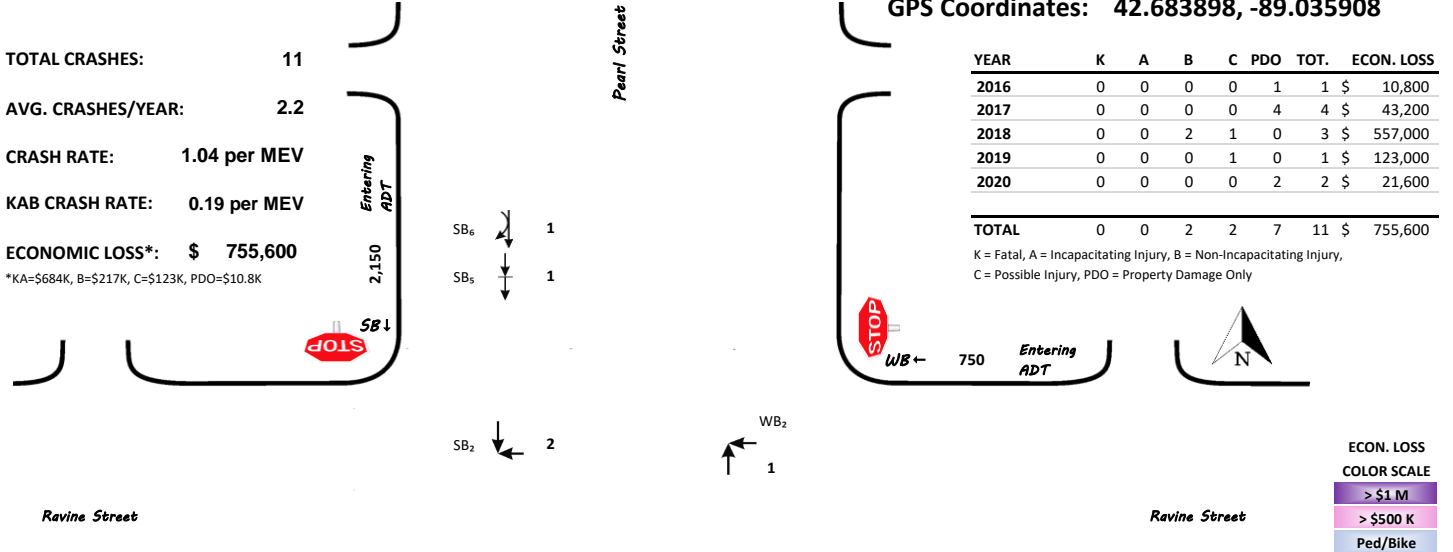 GPS Coordinates: 42.683898, -89.035908
Pearl Street
TOTAL CRASHES: 11
AVG. CRASHES/YEAR: 2.2
CRASH RATE: 1.04 per MEV
KAB CRASH RATE: 0.19 per MEV
ECONOMIC LOSS*: $ 755,600
*KA=$684K, B=$217K, C=$123K, PDO=$10.8K
Entering
ADT
2,150
SB↓
STOP
SB₆ 1
SB₅ 1
YEAR K A B C PDO TOT. ECON. LOSS
2016 0 0 0 0 1 1 $ 10,800
2017 0 0 0 0 4 4 $ 43,200
2018 0 0 2 1 0 3 $ 557,000
2019 0 0 0 1 0 1 $ 123,000
2020 0 0 0 0 2 2 $ 21,600
TOTAL 0 0 2 2 7 11 $ 755,600
K = Fatal, A = Incapacitating Injury, B = Non-Incapacitating Injury,
C = Possible Injury, PDO = Property Damage Only
STOP
WB← 750 Entering
ADT
N
SB₂ 2
WB₂
1
ECON. LOSS
COLOR SCALE
> $1 M
> $500 K
Ped/Bike
Ravine Street
Ravine Street